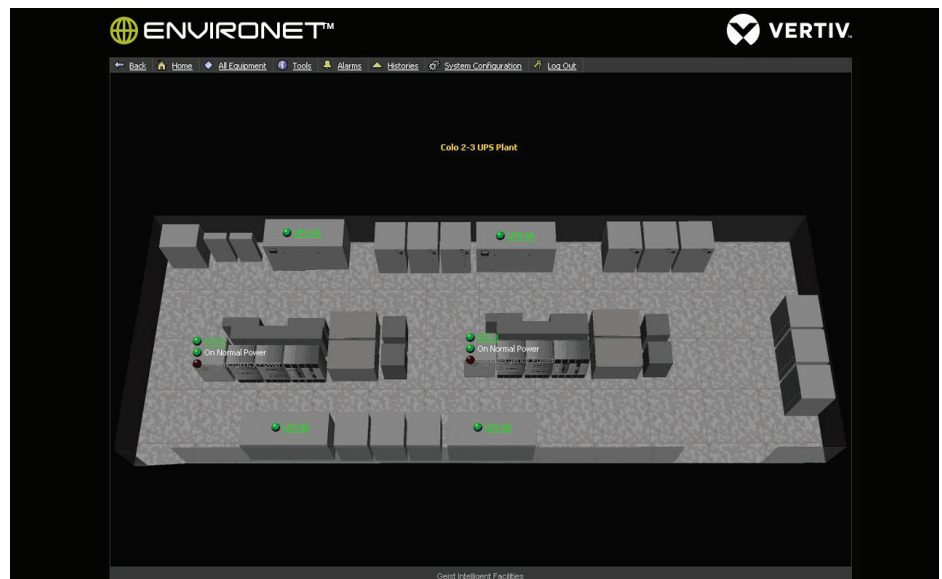 ENVIRONET™
VERTIV.
Back Home All Equipment Tools Alarms Histories System Configuration Log Out
Colo 2-3 UPS Plant
On Normal Power
On Normal Power
Geist Intelligent Facilities